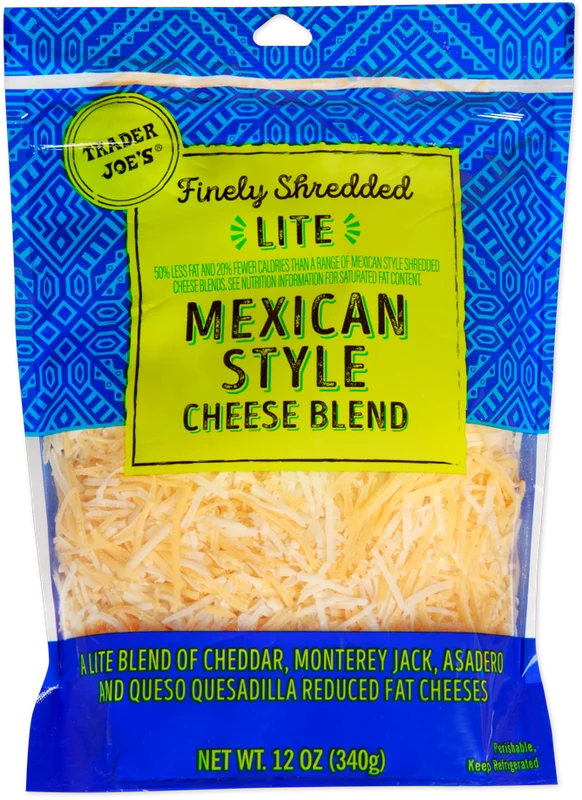 TRADER
JOE'S®
Finely Shredded
LITE
50% LESS FAT AND 20% FEWER CALORIES THAN A RANGE OF MEXICAN STYLE SHREDDED
CHEESE BLENDS. SEE NUTRITION INFORMATION FOR SATURATED FAT CONTENT.
MEXICAN
STYLE
CHEESE BLEND
A LITE BLEND OF CHEDDAR, MONTEREY JACK, ASADERO
AND QUESO QUESADILLA REDUCED FAT CHEESES
NET WT. 12 OZ (340g)
Perishable,
Keep Refrigerated